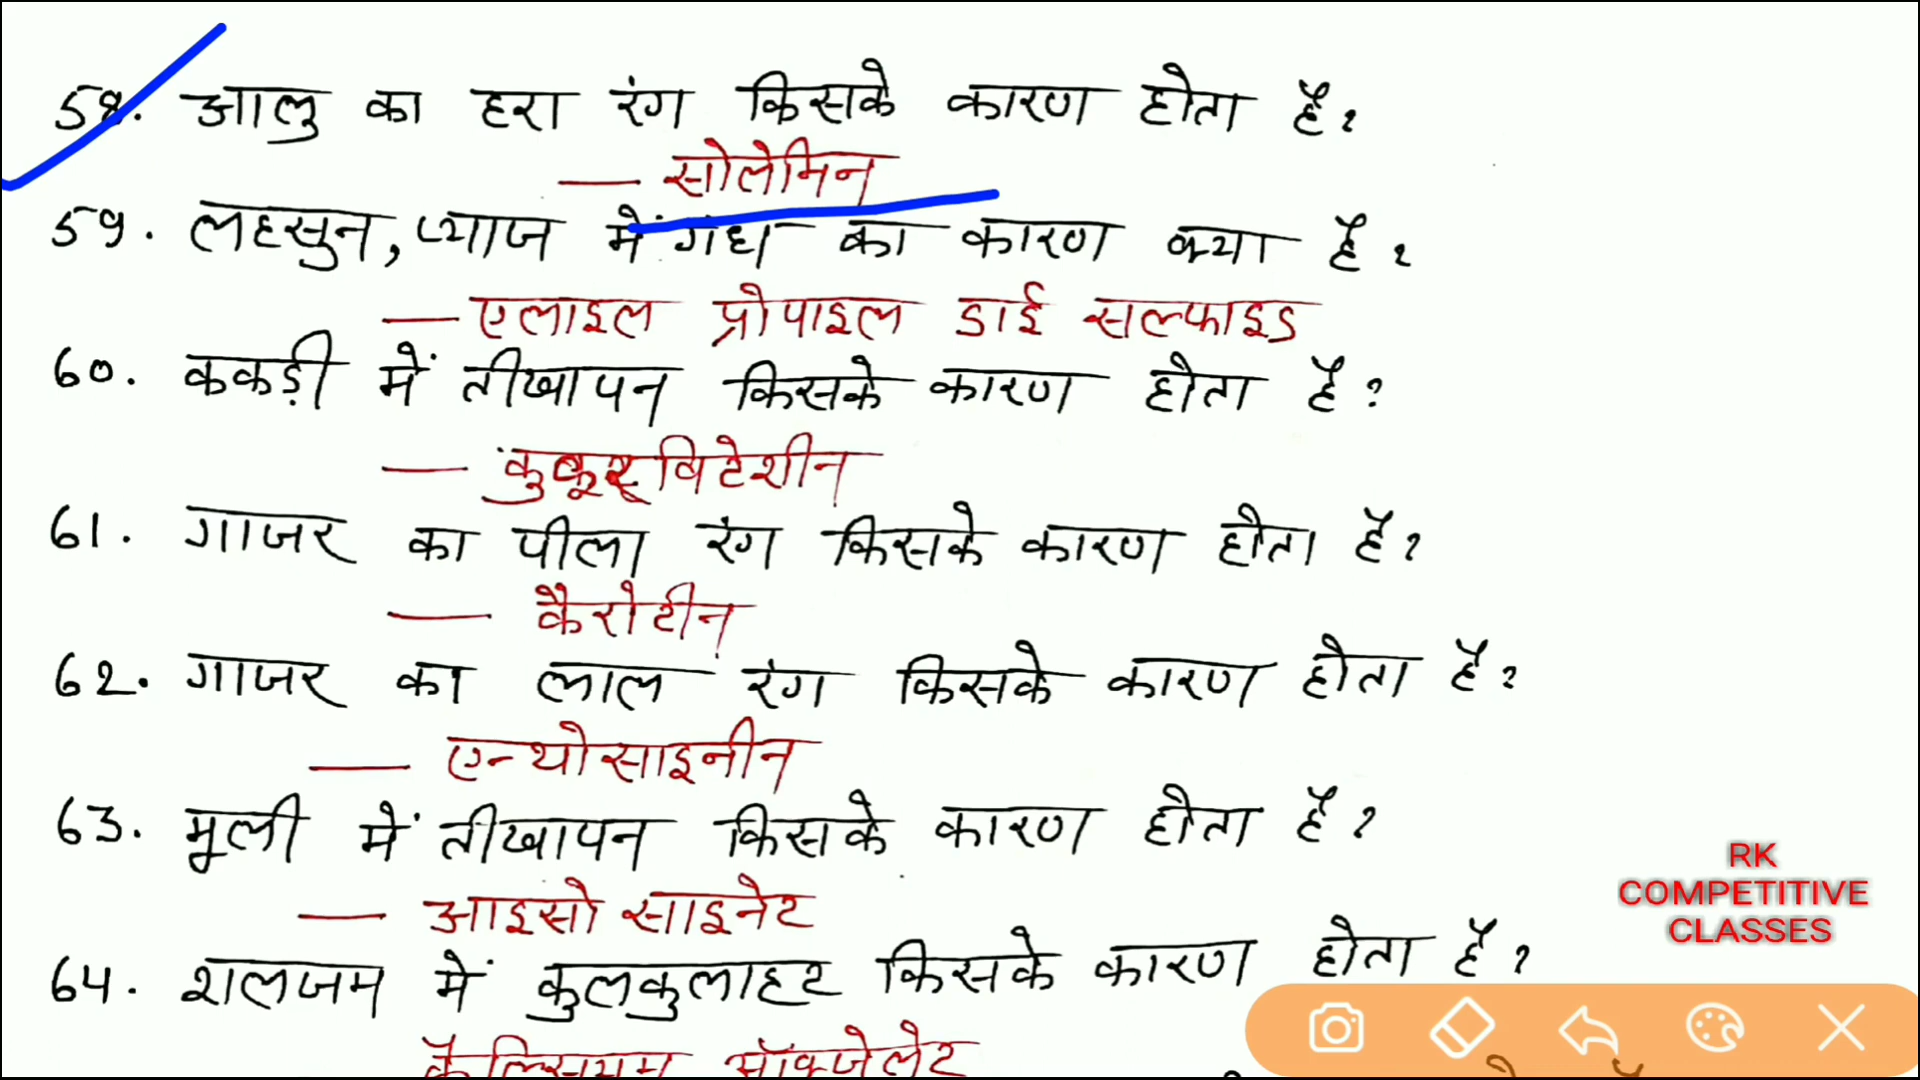 58. आलु का हरा रंग किसके कारण होता है?
— सोलेमिन
59. लहसुन, प्याज में गंध का कारण क्या है?
— एलाइल प्रोपाइल डाई सल्फाइड
60. ककड़ी में तीखापन किसके कारण होता है?
— कुकूर विटेशीन
61. गाजर का पीला रंग किसके कारण होता है?
— कैरोटीन
62. गाजर का लाल रंग किसके कारण होता है?
— एन्थोसाइनीन
63. मूली में तीखापन किसके कारण होता है?
— आइसो साइनेट
64. शलजम में कुलकुलाहट किसके कारण होता है?
कैल्सियम ऑक्जेलेट
RK
COMPETITIVE
CLASSES